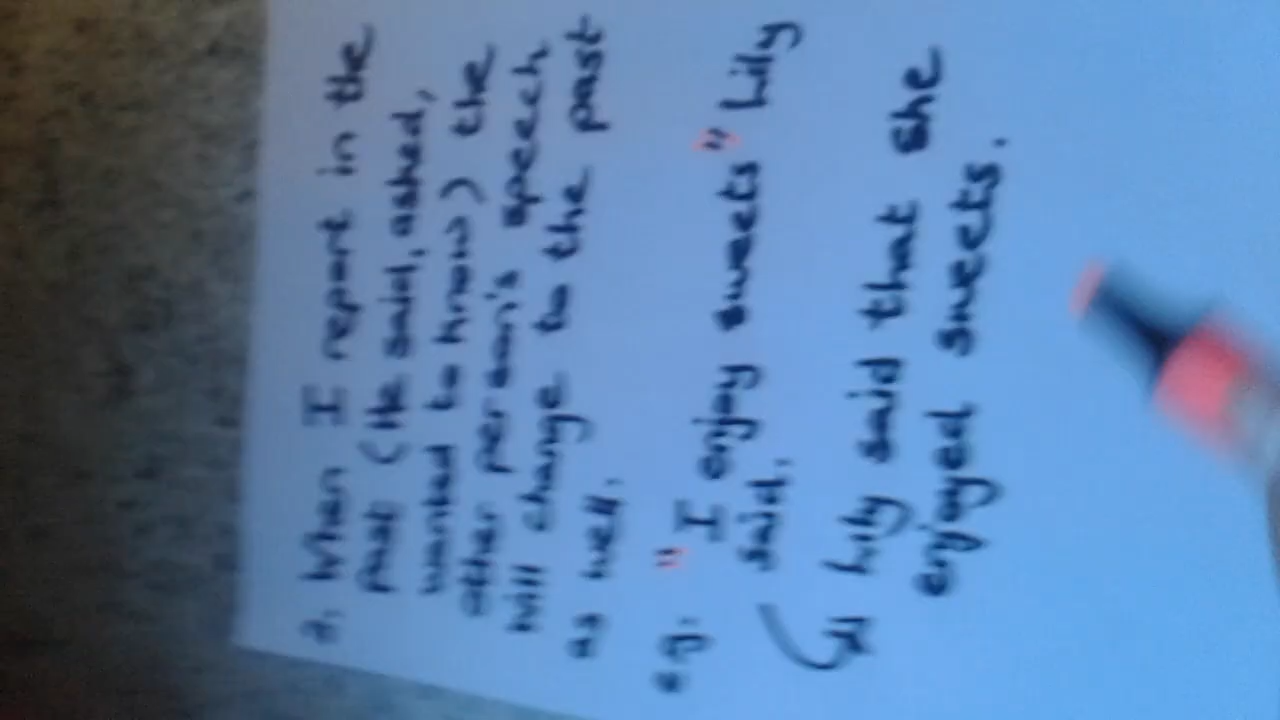 2. When I report in the
past (He said, asked,
wanted to know) the
other person's speech
will change to the past
as well.
eg. "I enjoy sweets" Lily
said.
Lily said that she
enjoyed sweets.